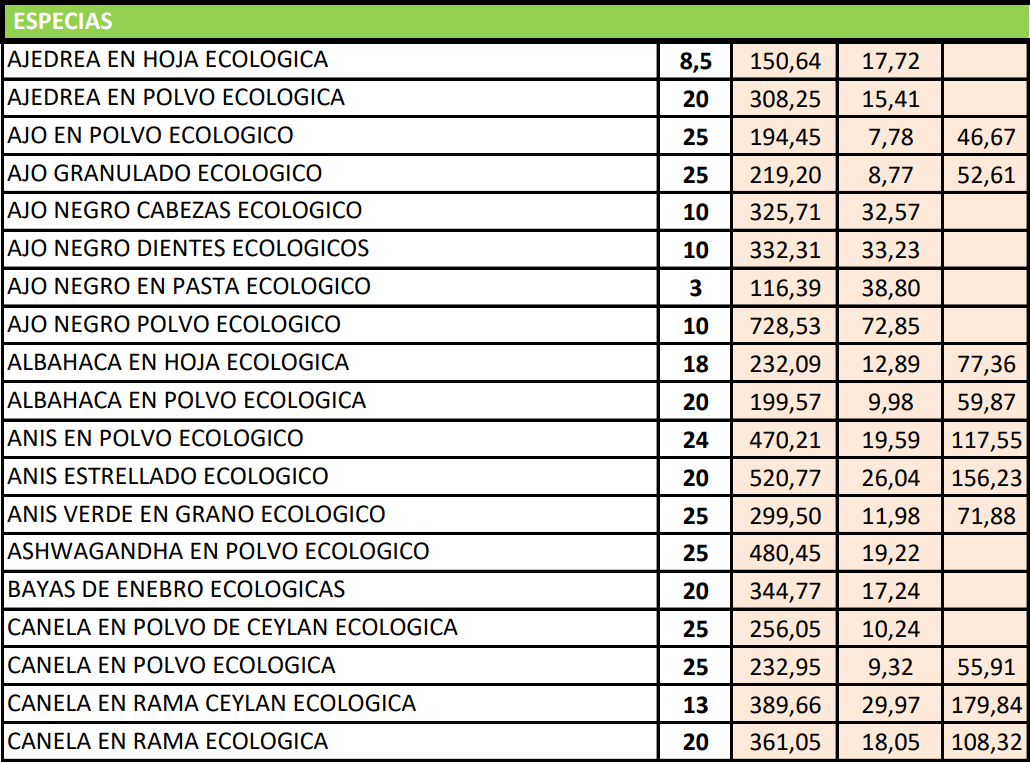 ESPECIAS
AJEDREA EN HOJA ECOLOGICA 8,5 150,64 17,72
AJEDREA EN POLVO ECOLOGICA 20 308,25 15,41
AJO EN POLVO ECOLOGICO 25 194,45 7,78 46,67
AJO GRANULADO ECOLOGICO 25 219,20 8,77 52,61
AJO NEGRO CABEZAS ECOLOGICO 10 325,71 32,57
AJO NEGRO DIENTES ECOLOGICOS 10 332,31 33,23
AJO NEGRO EN PASTA ECOLOGICO 3 116,39 38,80
AJO NEGRO POLVO ECOLOGICO 10 728,53 72,85
ALBAHACA EN HOJA ECOLOGICA 18 232,09 12,89 77,36
ALBAHACA EN POLVO ECOLOGICA 20 199,57 9,98 59,87
ANIS EN POLVO ECOLOGICO 24 470,21 19,59 117,55
ANIS ESTRELLADO ECOLOGICO 20 520,77 26,04 156,23
ANIS VERDE EN GRANO ECOLOGICO 25 299,50 11,98 71,88
ASHWAGANDHA EN POLVO ECOLOGICO 25 480,45 19,22
BAYAS DE ENEBRO ECOLOGICAS 20 344,77 17,24
CANELA EN POLVO DE CEYLAN ECOLOGICA 25 256,05 10,24
CANELA EN POLVO ECOLOGICA 25 232,95 9,32 55,91
CANELA EN RAMA CEYLAN ECOLOGICA 13 389,66 29,97 179,84
CANELA EN RAMA ECOLOGICA 20 361,05 18,05 108,32